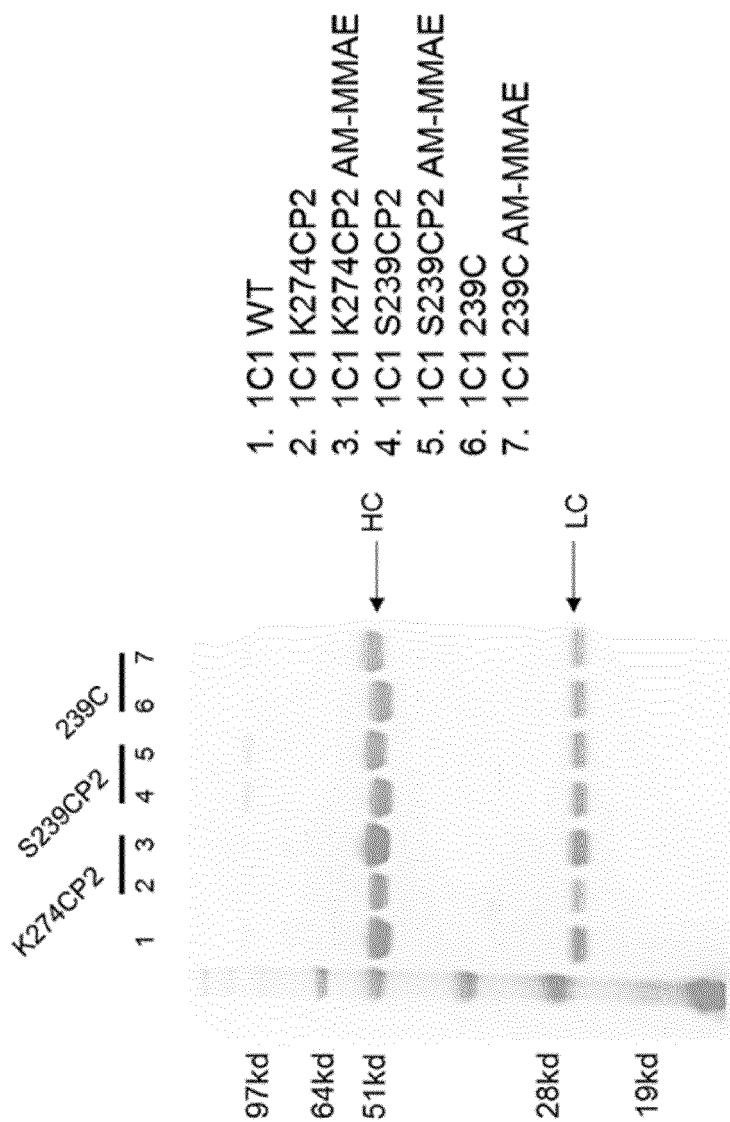 K274CP2 S239CP2 239C
1 2 3 4 5 6 7
97kd
64kd
51kd
28kd
19kd
HC
LC
1. 1C1 WT
2. 1C1 K274CP2
3. 1C1 K274CP2 AM-MMAE
4. 1C1 S239CP2
5. 1C1 S239CP2 AM-MMAE
6. 1C1 239C
7. 1C1 239C AM-MMAE